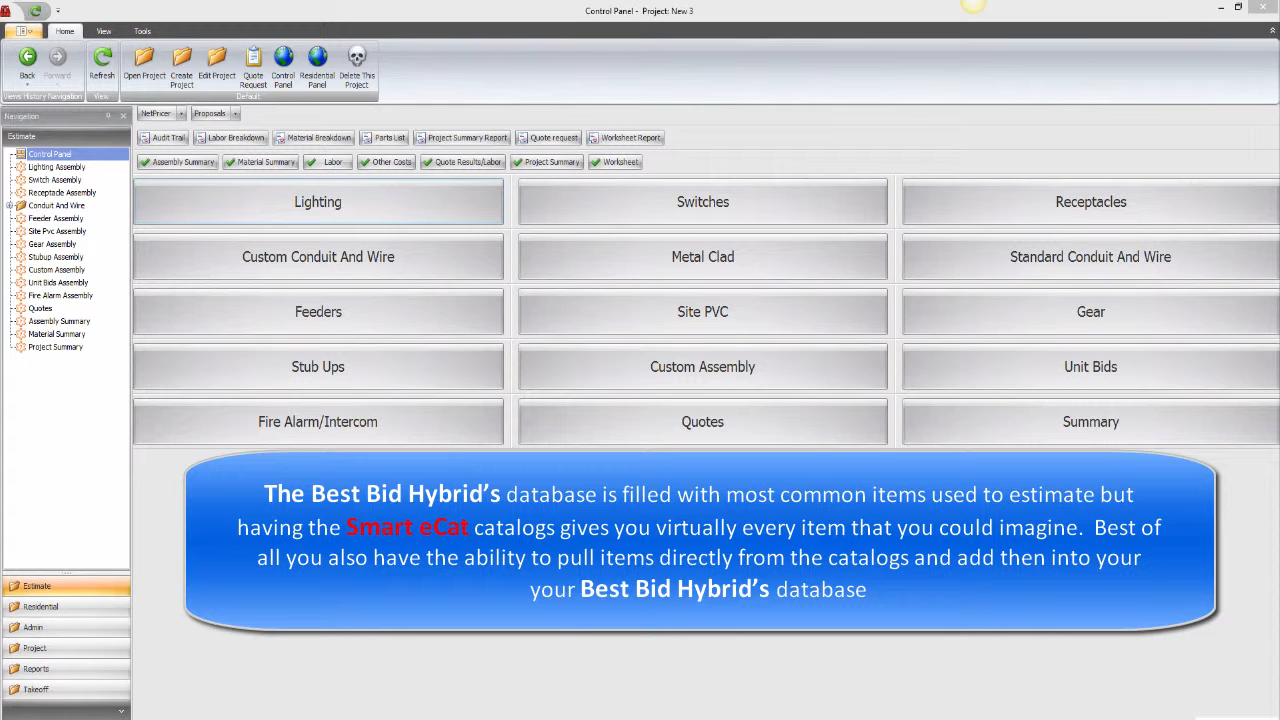 Control Panel - Project: New 3
Home View Tools
Back Forward Refresh Open Project Create Project Edit Project Quote Request Control Panel Residential Panel Delete This Project
Views History Navigation View Default
Navigation
NetPricer Proposals
Estimate
Audit Trail Labor Breakdown Material Breakdown Parts List Project Summary Report Quote request Worksheet Report
Assembly Summary Material Summary Labor Other Costs Quote Results/Labor Project Summary Worksheet
Control Panel
Lighting Assembly
Switch Assembly
Receptade Assembly
Conduit And Wire
Feeder Assembly
Site Pvc Assembly
Gear Assembly
Stubup Assembly
Custom Assembly
Unit Bids Assembly
Fire Alarm Assembly
Quotes
Assembly Summary
Material Summary
Project Summary
Lighting Switches Receptacles
Custom Conduit And Wire Metal Clad Standard Conduit And Wire
Feeders Site PVC Gear
Stub Ups Custom Assembly Unit Bids
Fire Alarm/Intercom Quotes Summary
The Best Bid Hybrid's database is filled with most common items used to estimate but
having the Smart eCat catalogs gives you virtually every item that you could imagine. Best of
all you also have the ability to pull items directly from the catalogs and add then into your
your Best Bid Hybrid's database
Estimate
Residential
Admin
Project
Reports
Takeoff